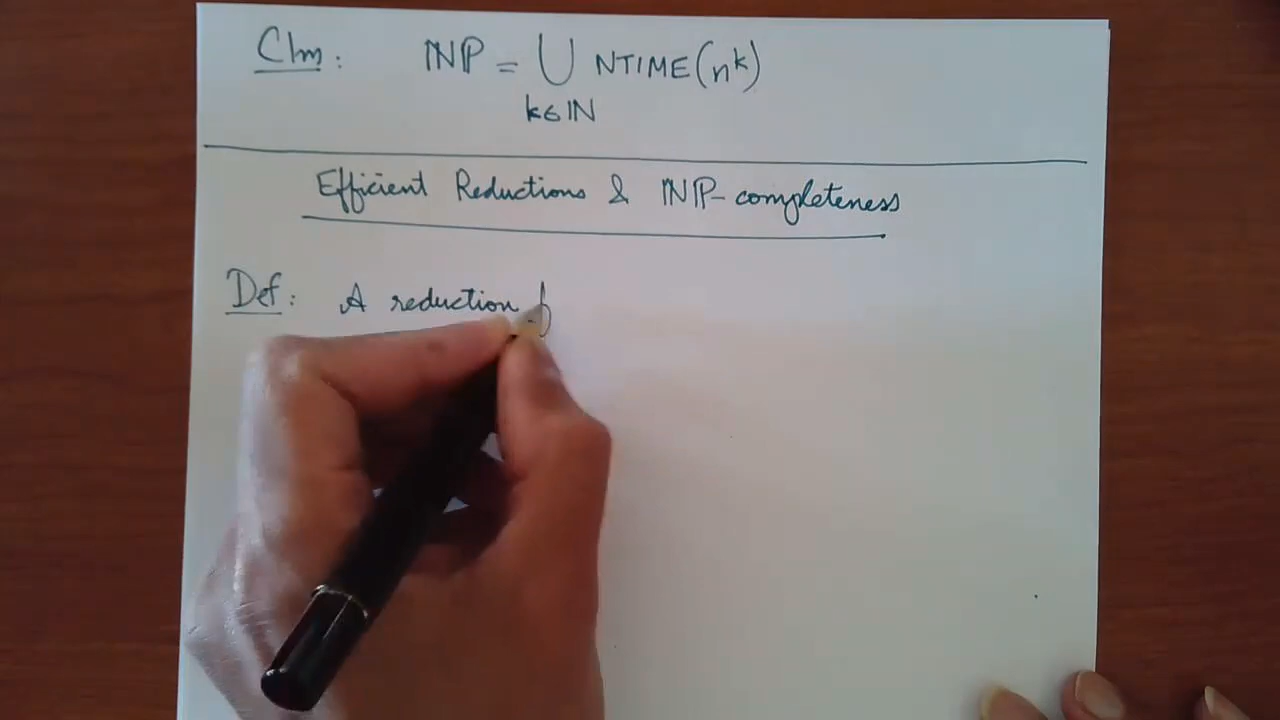 Clm: NP = ∪ NTIME(n^k)
k∈ℕ
Efficient Reductions & NP-completeness
Def: A reduction f